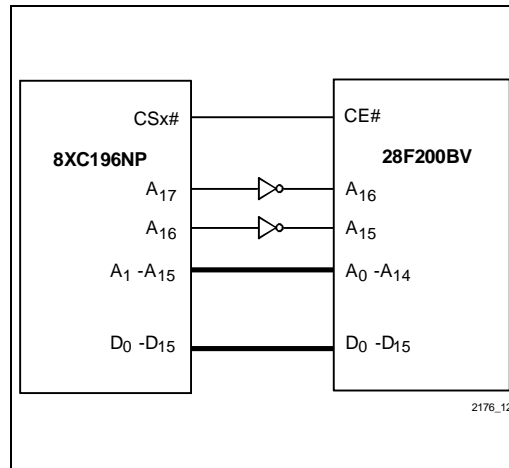 CSx# CE#
8XC196NP 28F200BV
A17 A16
A16 A15
A1 -A15 A0 -A14
D0 -D15 D0 -D15
2176_12